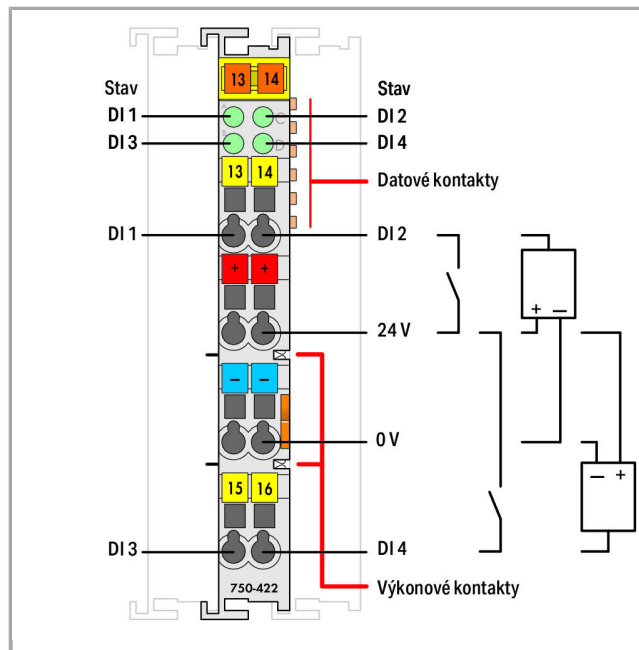 13 14
Stav Stav
A C
DI 1 DI 2
B D
DI 3 DI 4
13 14
Datové kontakty
DI 1 DI 2
+ +
+ −
24 V
− −
0 V
− +
15 16
DI 3 DI 4
750-422
Výkonové kontakty